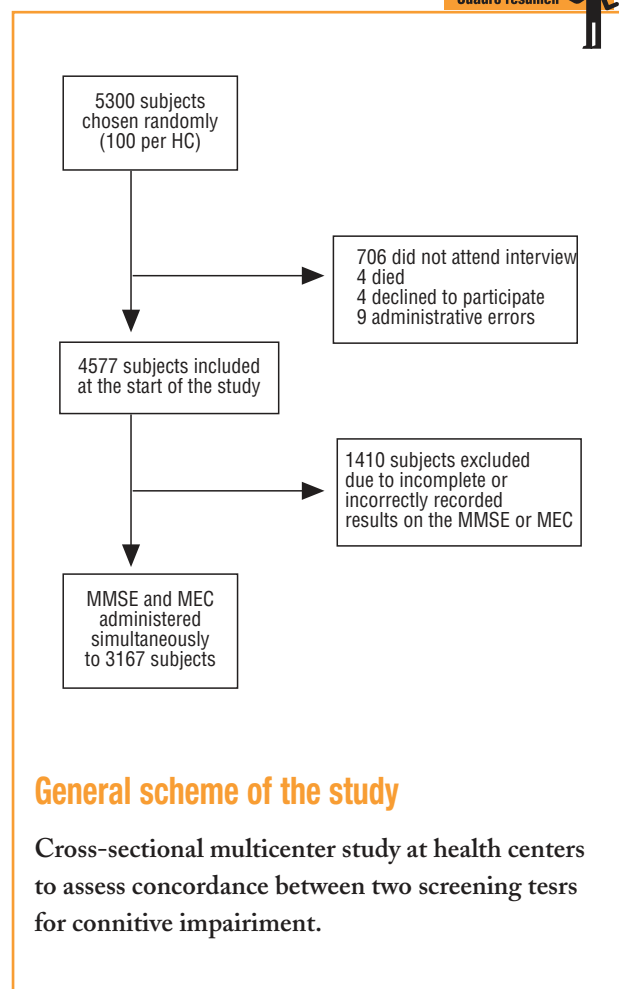 Cuadro resumen
5300 subjects
chosen randomly
(100 per HC)
706 did not attend interview
4 died
4 declined to participate
9 administrative errors
4577 subjects included
at the start of the study
1410 subjects excluded
due to incomplete or
incorrectly recorded
results on the MMSE or MEC
MMSE and MEC
administered
simultaneously
to 3167 subjects
General scheme of the study
Cross-sectional multicenter study at health centers
to assess concordance between two screening tesrs
for connitive impairiment.